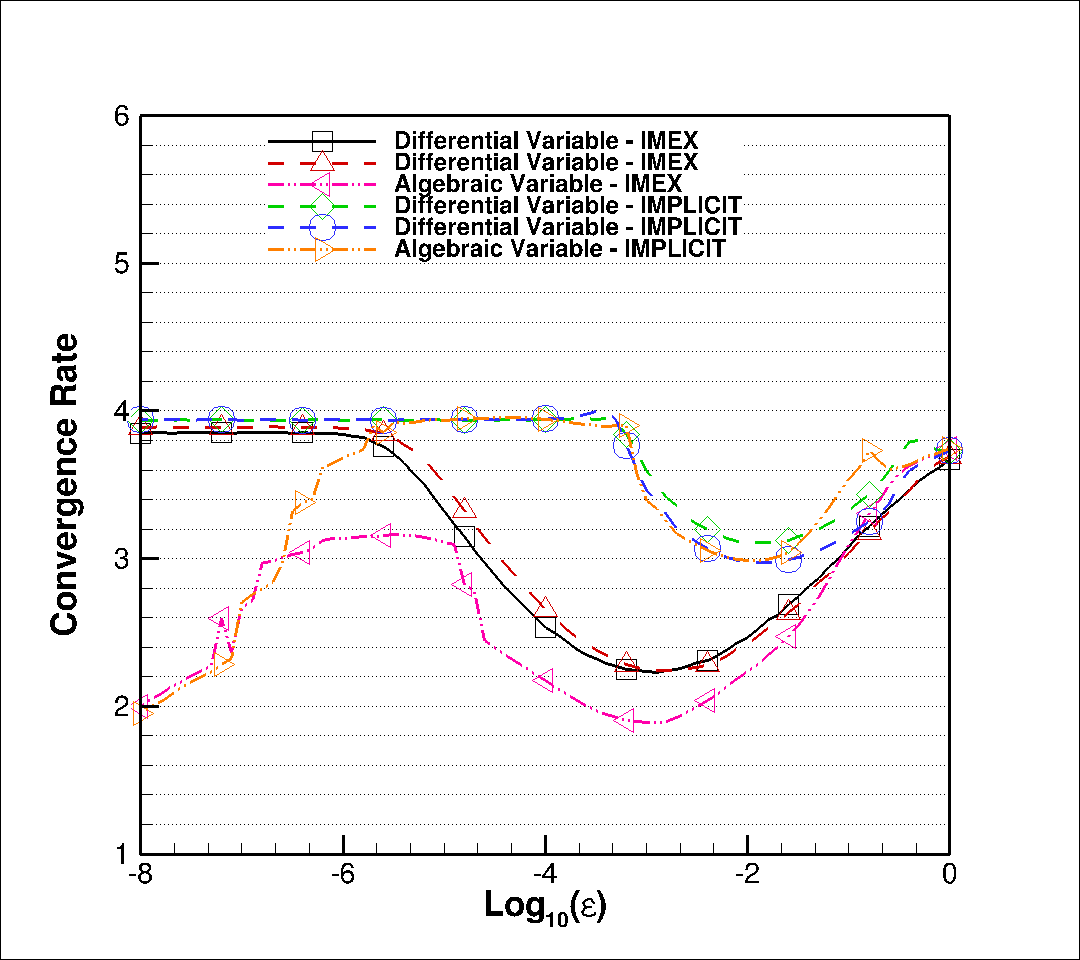 6
Differential Variable - IMEX
Differential Variable - IMEX
Algebraic Variable - IMEX
Differential Variable - IMPLICIT
Differential Variable - IMPLICIT
Algebraic Variable - IMPLICIT
5
4
3
2
1
Convergence Rate
-8 -6 -4 -2 0
Log₁₀(ε)